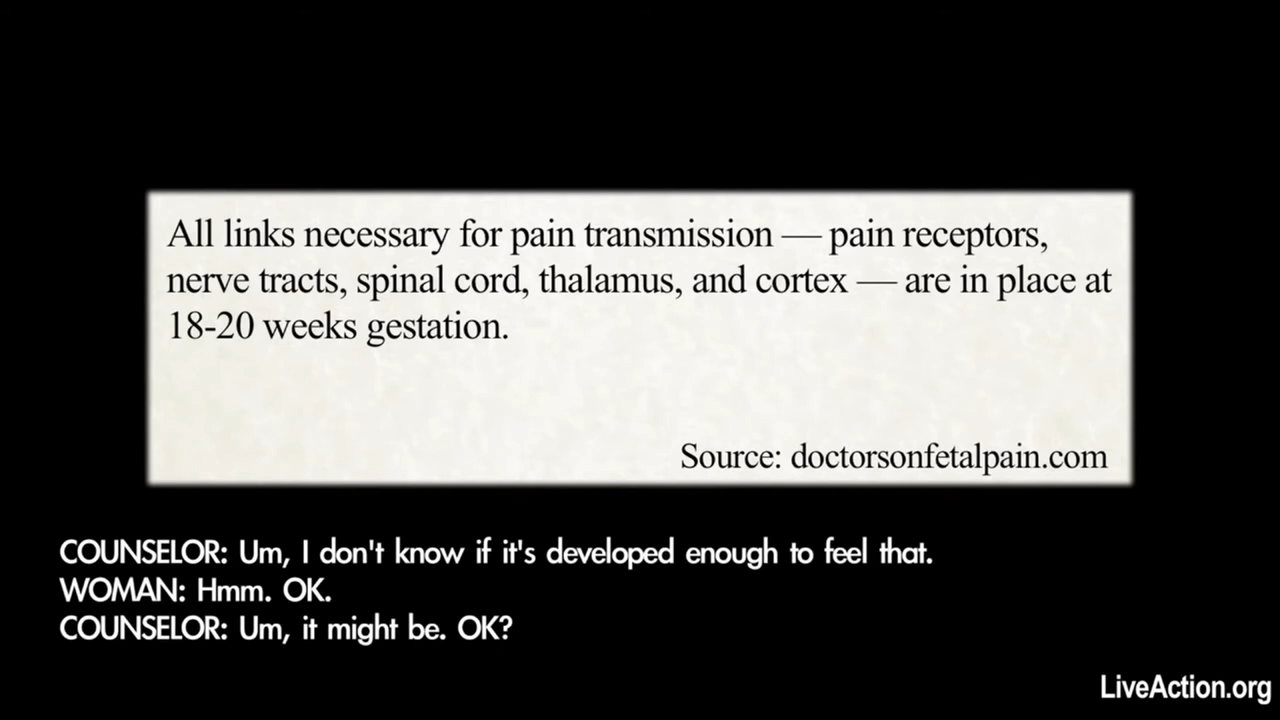 All links necessary for pain transmission — pain receptors,
nerve tracts, spinal cord, thalamus, and cortex — are in place at
18-20 weeks gestation.
Source: doctorsonfetalpain.com
COUNSELOR: Um, I don't know if it's developed enough to feel that.
WOMAN: Hmm. OK.
COUNSELOR: Um, it might be. OK?
LiveAction.org